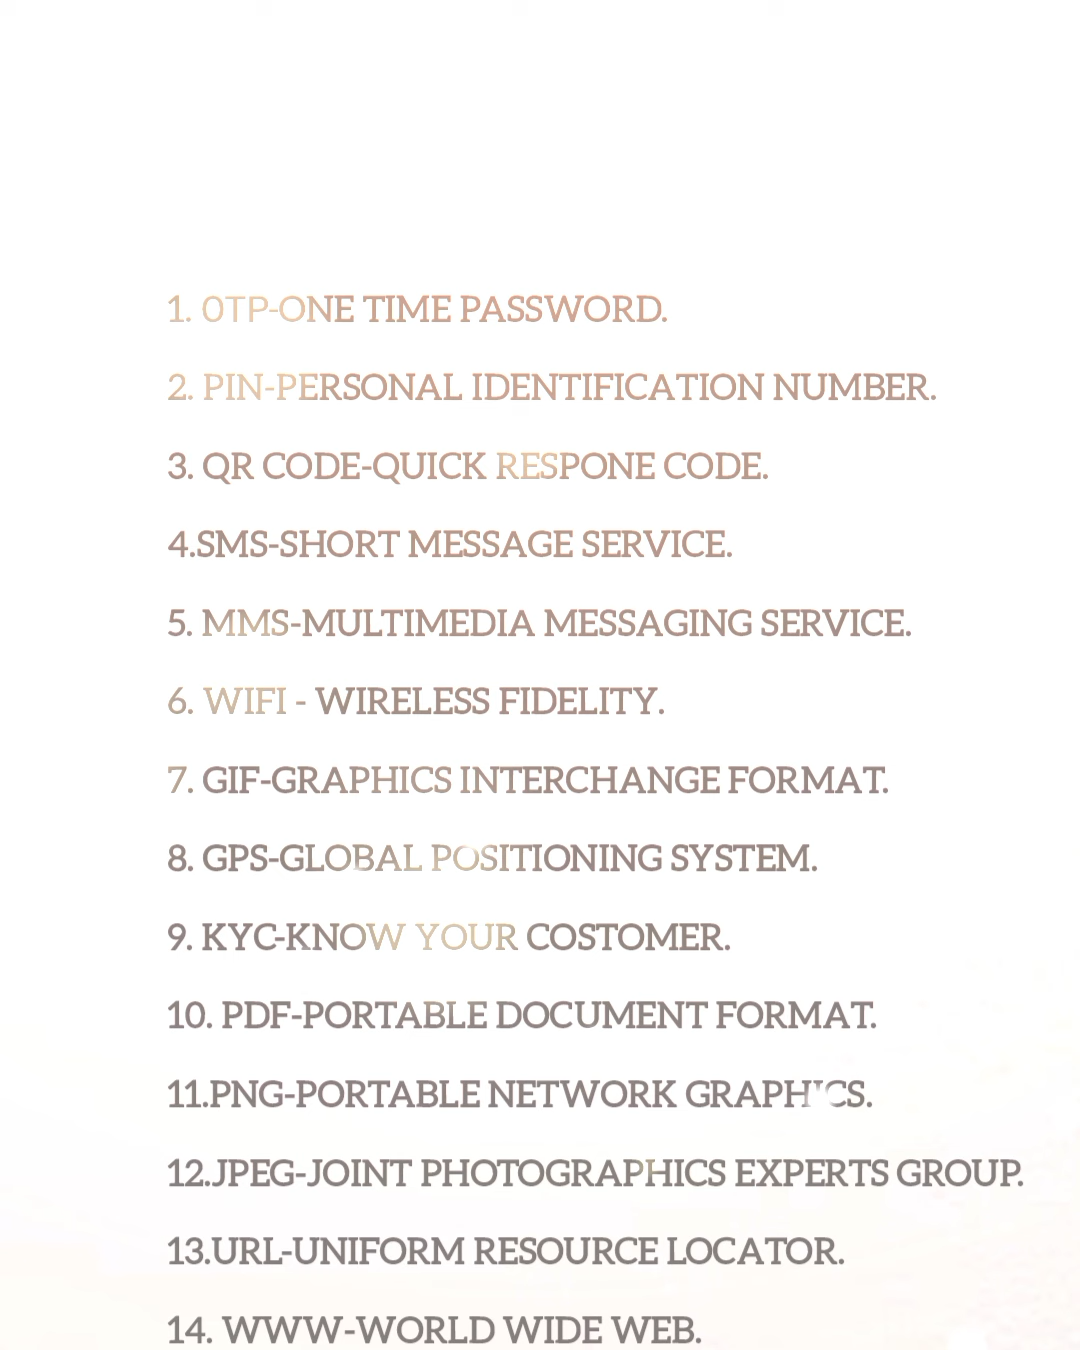 1. 0TP-ONE TIME PASSWORD.
2. PIN-PERSONAL IDENTIFICATION NUMBER.
3. QR CODE-QUICK RESPONE CODE.
4.SMS-SHORT MESSAGE SERVICE.
5. MMS-MULTIMEDIA MESSAGING SERVICE.
6. WIFI - WIRELESS FIDELITY.
7. GIF-GRAPHICS INTERCHANGE FORMAT.
8. GPS-GLOBAL POSITIONING SYSTEM.
9. KYC-KNOW YOUR COSTOMER.
10. PDF-PORTABLE DOCUMENT FORMAT.
11.PNG-PORTABLE NETWORK GRAPHICS.
12.JPEG-JOINT PHOTOGRAPHICS EXPERTS GROUP.
13.URL-UNIFORM RESOURCE LOCATOR.
14. WWW-WORLD WIDE WEB.